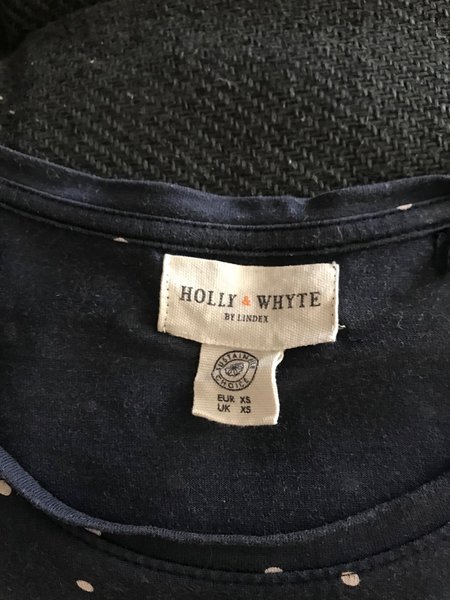 HOLLY & WHYTE
BY LINDEX
SUSTAINABLE
CHOICE
EUR XS
UK XS